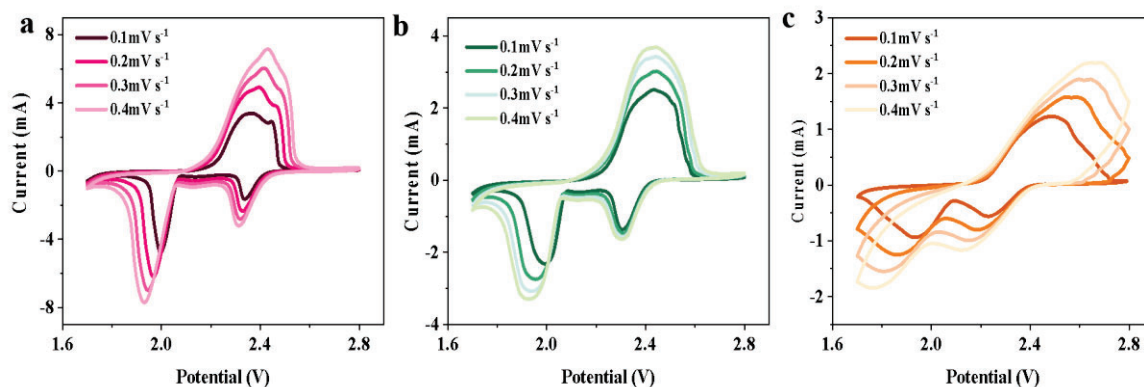 a
8
4
0
-4
-8
1.6
2.0
2.4
2.8
Current (mA)
Potential (V)
0.1mV s⁻¹
0.2mV s⁻¹
0.3mV s⁻¹
0.4mV s⁻¹
b
4
2
0
-2
-4
1.6
2.0
2.4
2.8
Current (mA)
Potential (V)
0.1mV s⁻¹
0.2mV s⁻¹
0.3mV s⁻¹
0.4mV s⁻¹
c
3
2
1
0
-1
-2
1.6
2.0
2.4
2.8
Current (mA)
Potential (V)
0.1mV s⁻¹
0.2mV s⁻¹
0.3mV s⁻¹
0.4mV s⁻¹